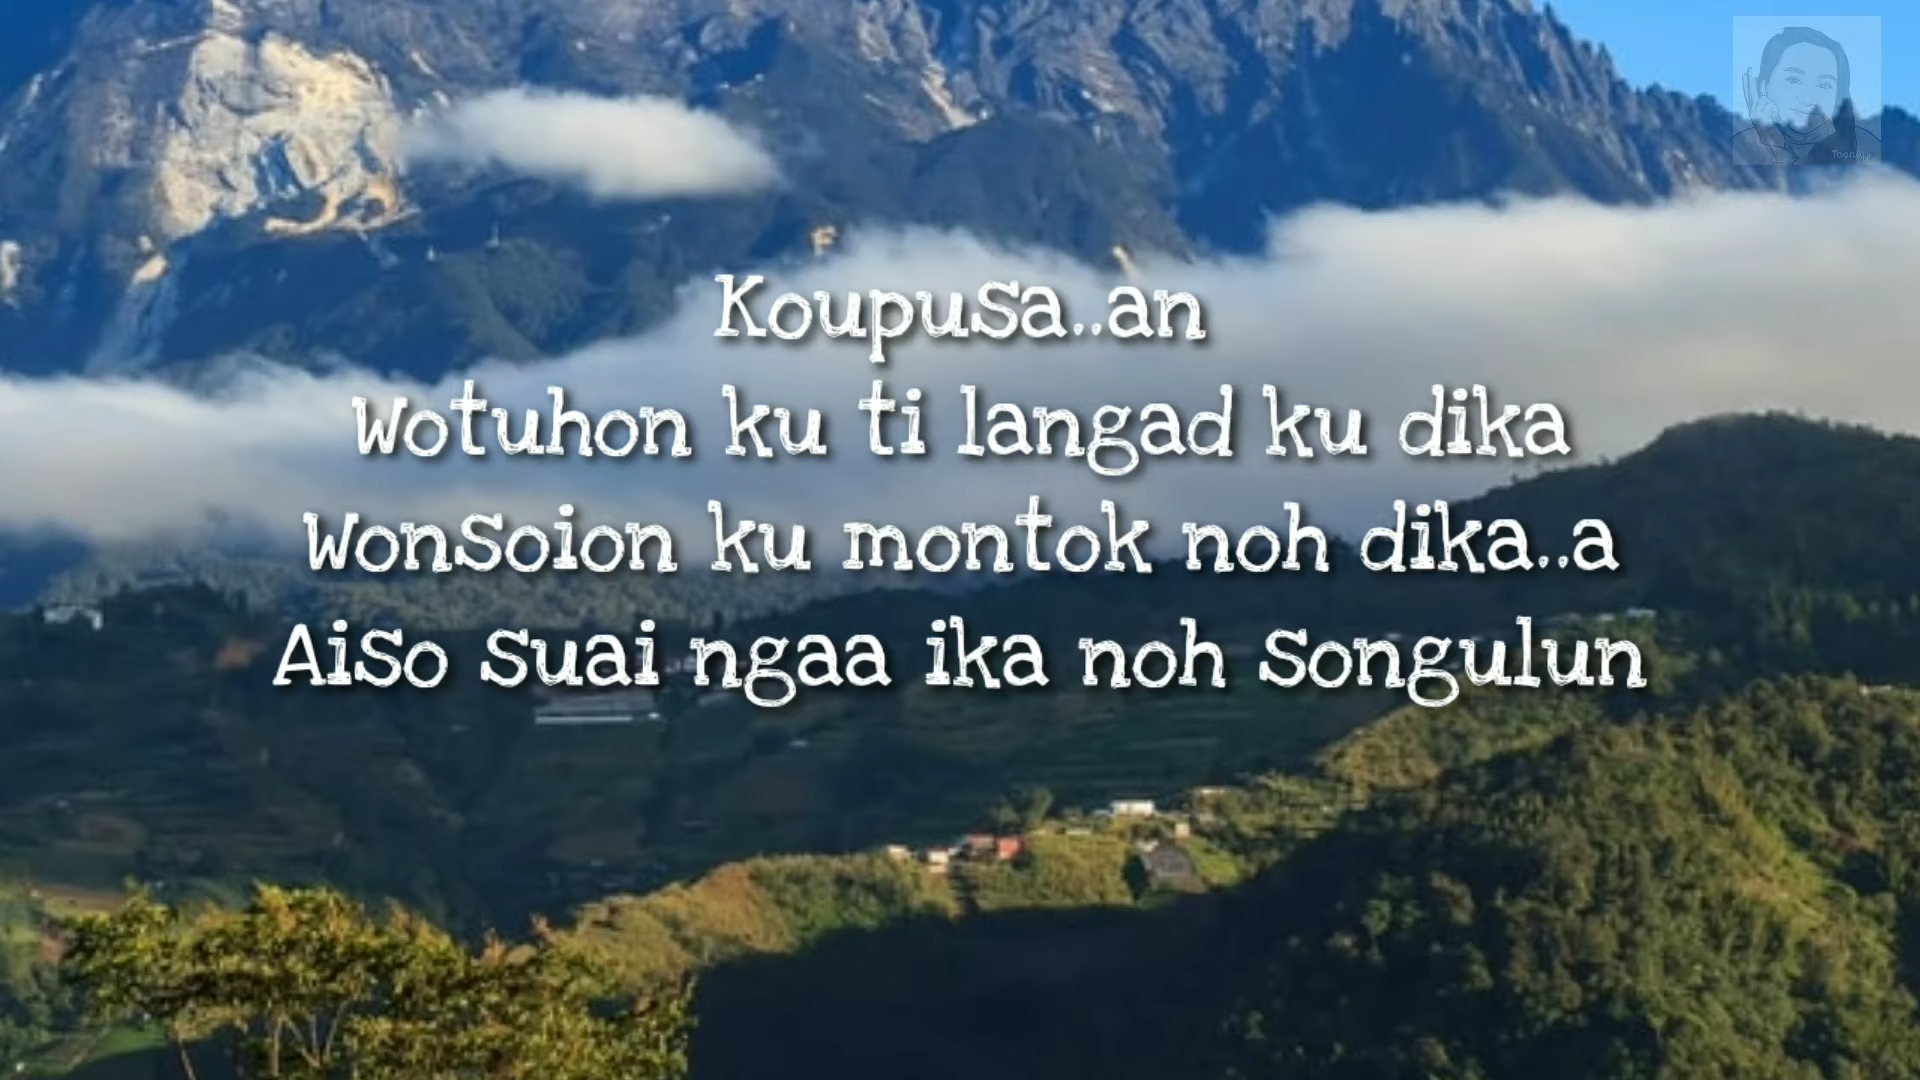 Koupusa..an
Wotuhon ku ti langad ku dika
Wonsoion ku montok noh dika..a
Aiso suai ngaa ika noh songulun
ToonApp